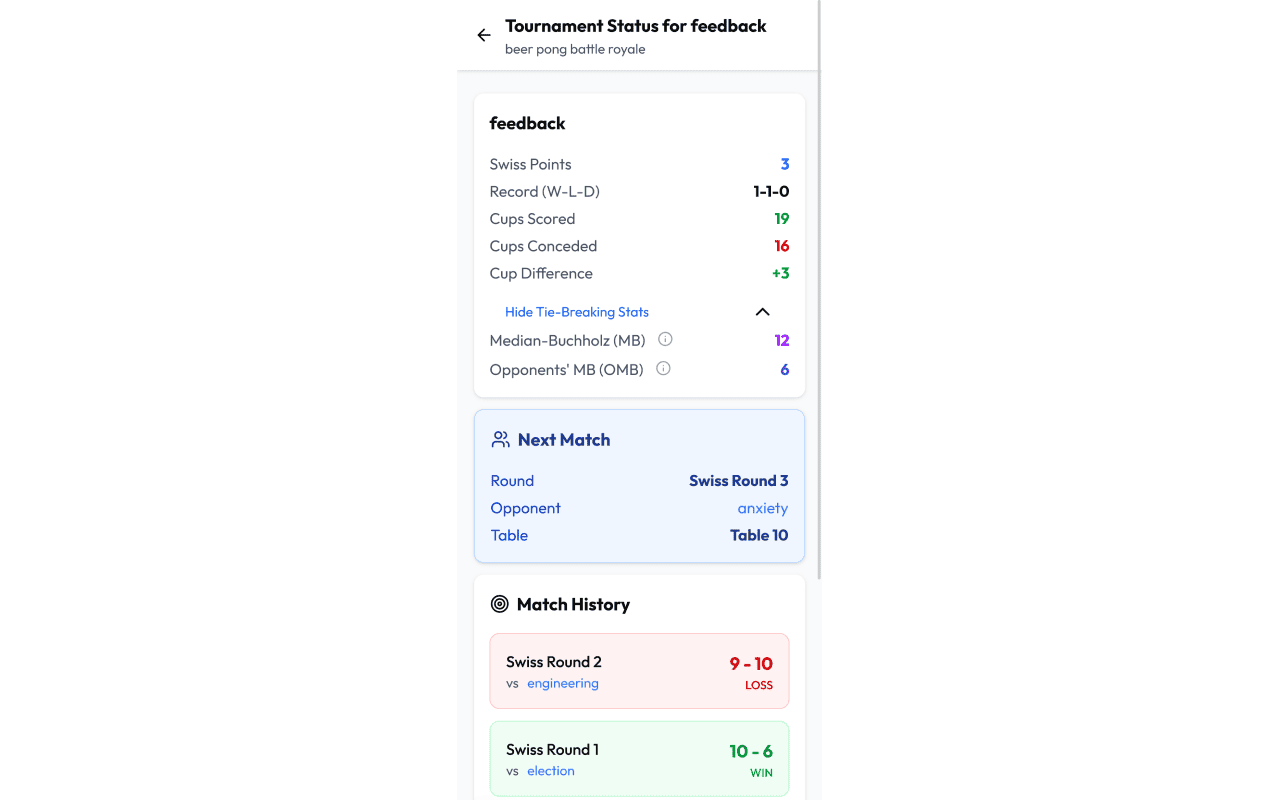 Tournament Status for feedback
beer pong battle royale
feedback
Swiss Points 3
Record (W-L-D) 1-1-0
Cups Scored 19
Cups Conceded 16
Cup Difference +3
Hide Tie-Breaking Stats
Median-Buchholz (MB) 12
Opponents' MB (OMB) 6
Next Match
Round Swiss Round 3
Opponent anxiety
Table Table 10
Match History
Swiss Round 2 9 - 10
vs engineering LOSS
Swiss Round 1 10 - 6
vs election WIN